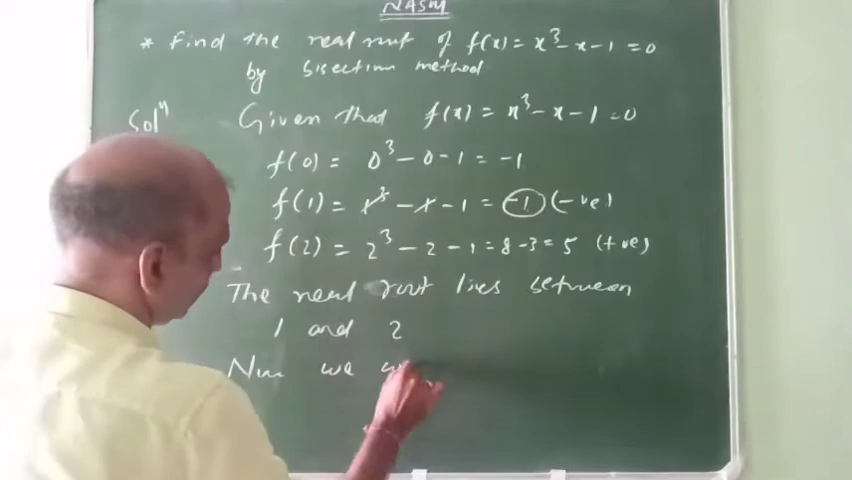 NASM
* Find the real root of f(x) = x³ - x - 1 = 0
by Bisection method
Solⁿ Given that f(x) = x³ - x - 1 = 0
f(0) = 0³ - 0 - 1 = -1
f(1) = 1³ - 1 - 1 = -1 (-ve)
f(2) = 2³ - 2 - 1 = 8 - 3 = 5 (+ve)
The real root lies between
1 and 2
Now we